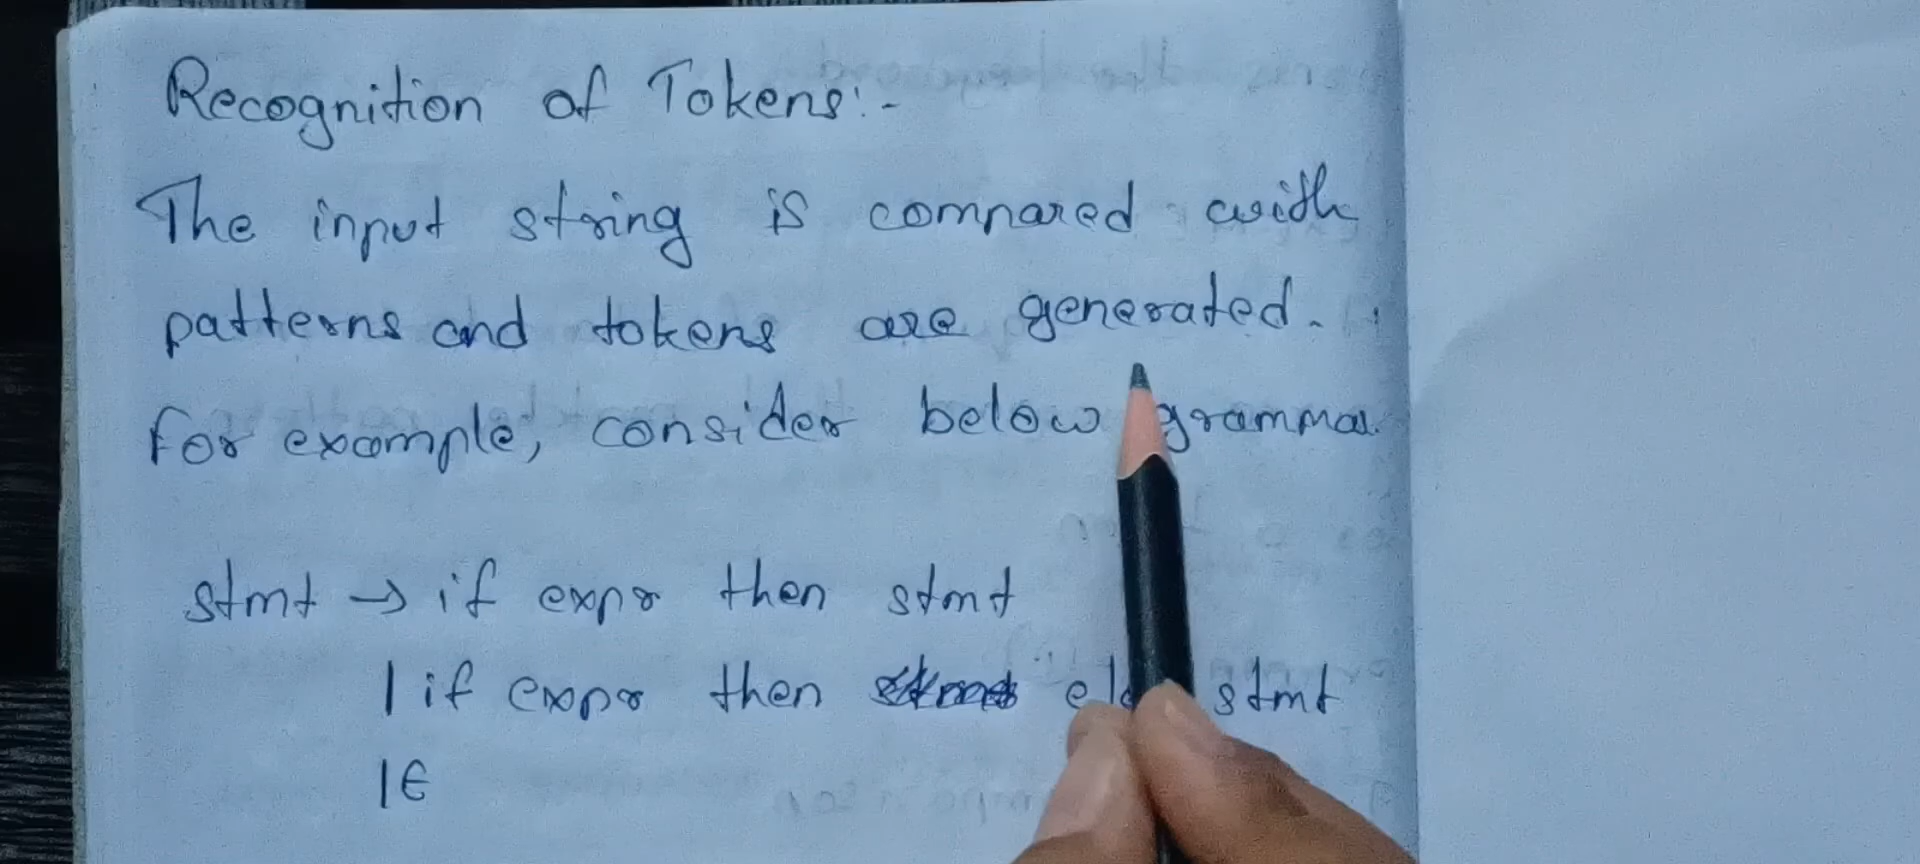 Recognition of Tokens:-
The input string is compared with
patterns and tokens are generated.
For example, consider below grammar
stmt → if expr then stmt
| if expr then stmt
| ε